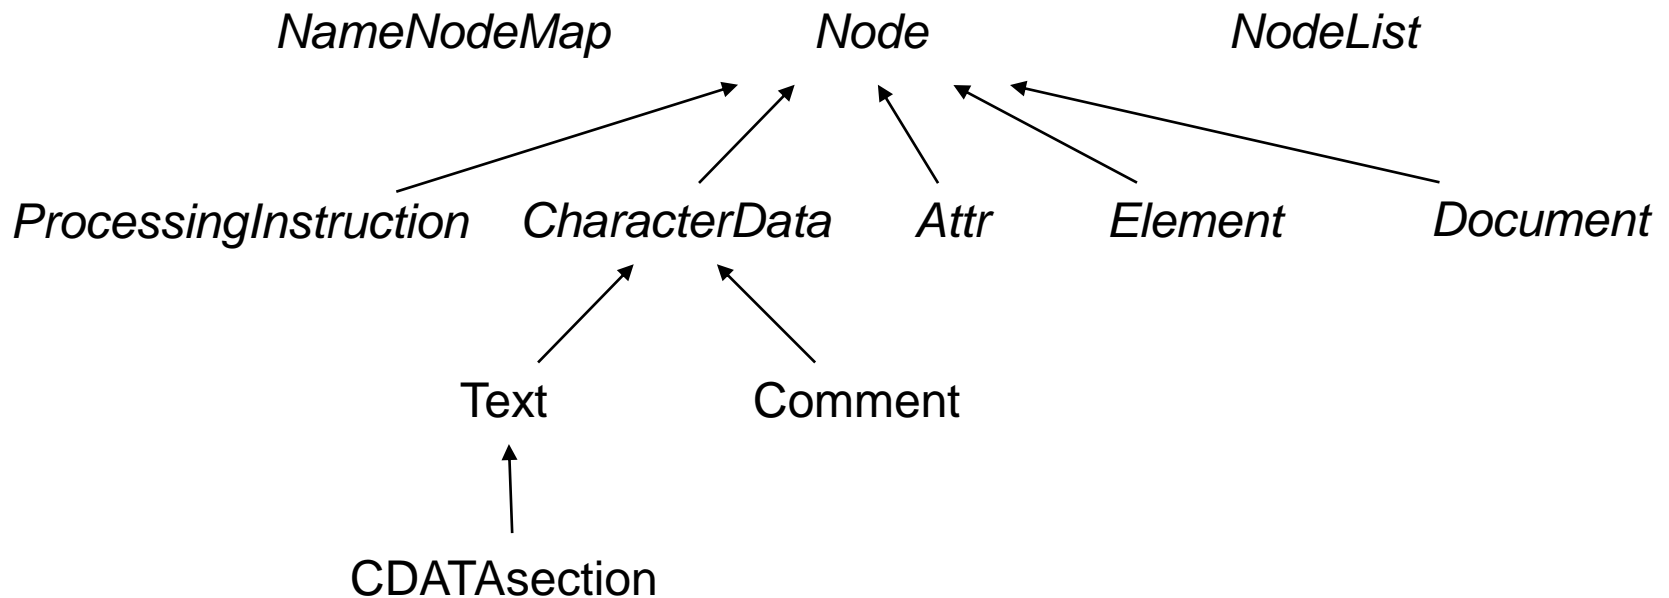 NameNodeMap Node NodeList
ProcessingInstruction CharacterData Attr Element Document
Text Comment
CDATAsection